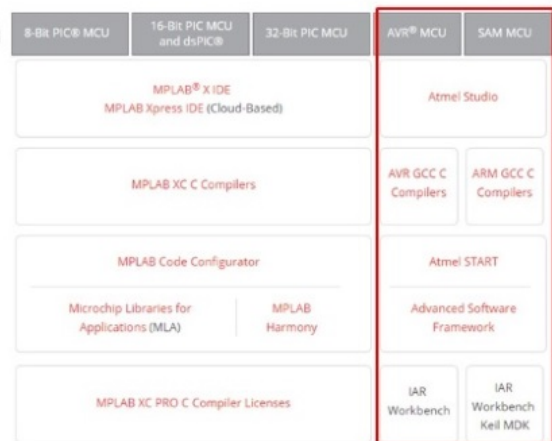 8-Bit PIC® MCU
16-Bit PIC MCU
and dsPIC®
32-Bit PIC MCU
AVR® MCU
SAM MCU
MPLAB® X IDE
MPLAB Xpress IDE (Cloud-Based)
Atmel Studio
MPLAB XC C Compilers
AVR GCC C
Compilers
ARM GCC C
Compilers
MPLAB Code Configurator
Atmel START
Microchip Libraries for
Applications (MLA)
MPLAB
Harmony
Advanced Software
Framework
MPLAB XC PRO C Compiler Licenses
IAR
Workbench
IAR
Workbench
Keil MDK